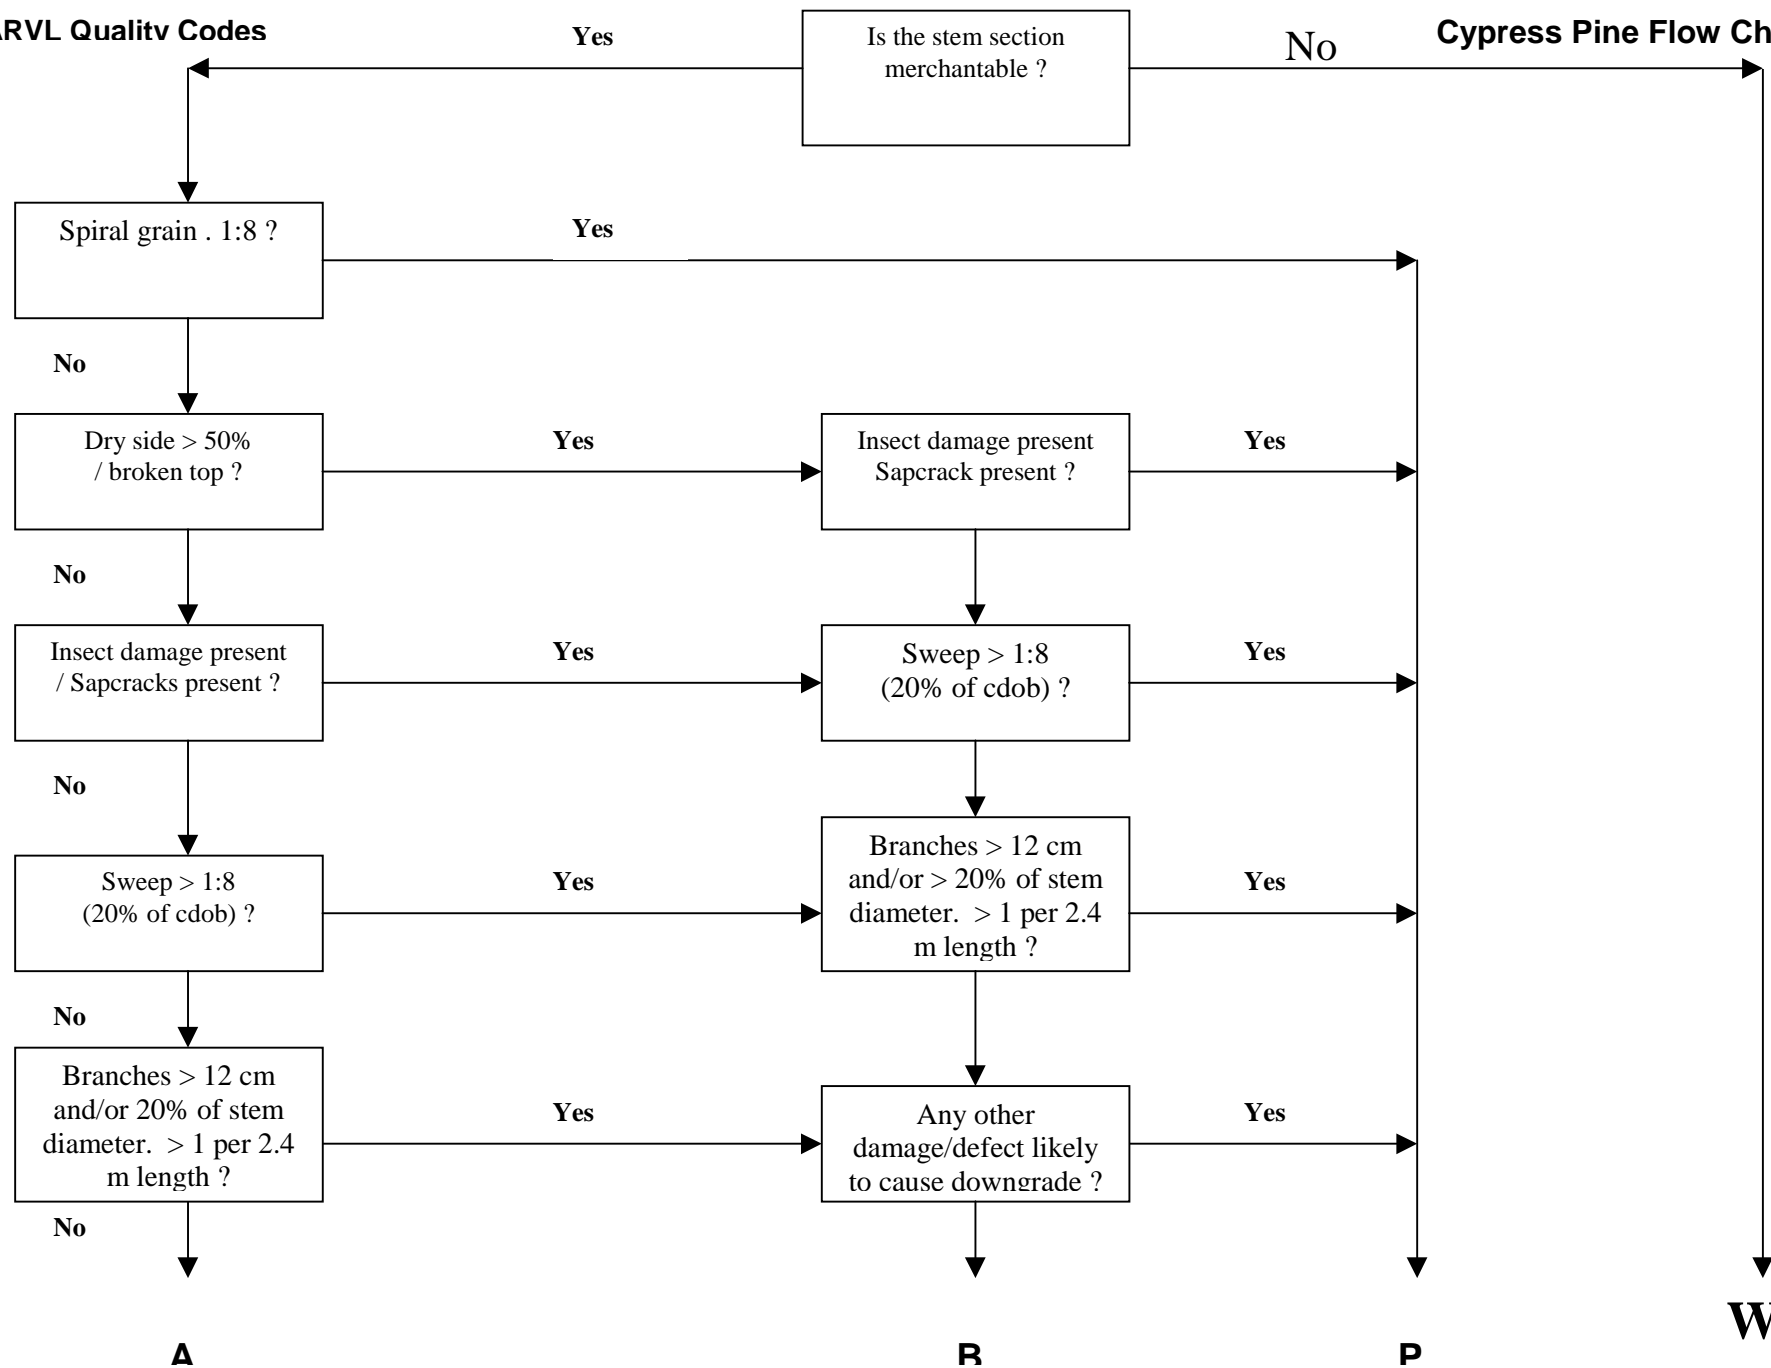 ARVL Quality Codes
Yes
Is the stem section
merchantable ?
No
Cypress Pine Flow Ch
Spiral grain . 1:8 ?
Yes
No
Dry side > 50%
/ broken top ?
Yes
Insect damage present
Sapcrack present ?
Yes
No
Insect damage present
/ Sapcracks present ?
Yes
Sweep > 1:8
(20% of cdob) ?
Yes
No
Sweep > 1:8
(20% of cdob) ?
Yes
Branches > 12 cm
and/or > 20% of stem
diameter. > 1 per 2.4
m length ?
Yes
No
Branches > 12 cm
and/or 20% of stem
diameter. > 1 per 2.4
m length ?
Yes
Any other
damage/defect likely
to cause downgrade ?
Yes
No
A
B
P
W